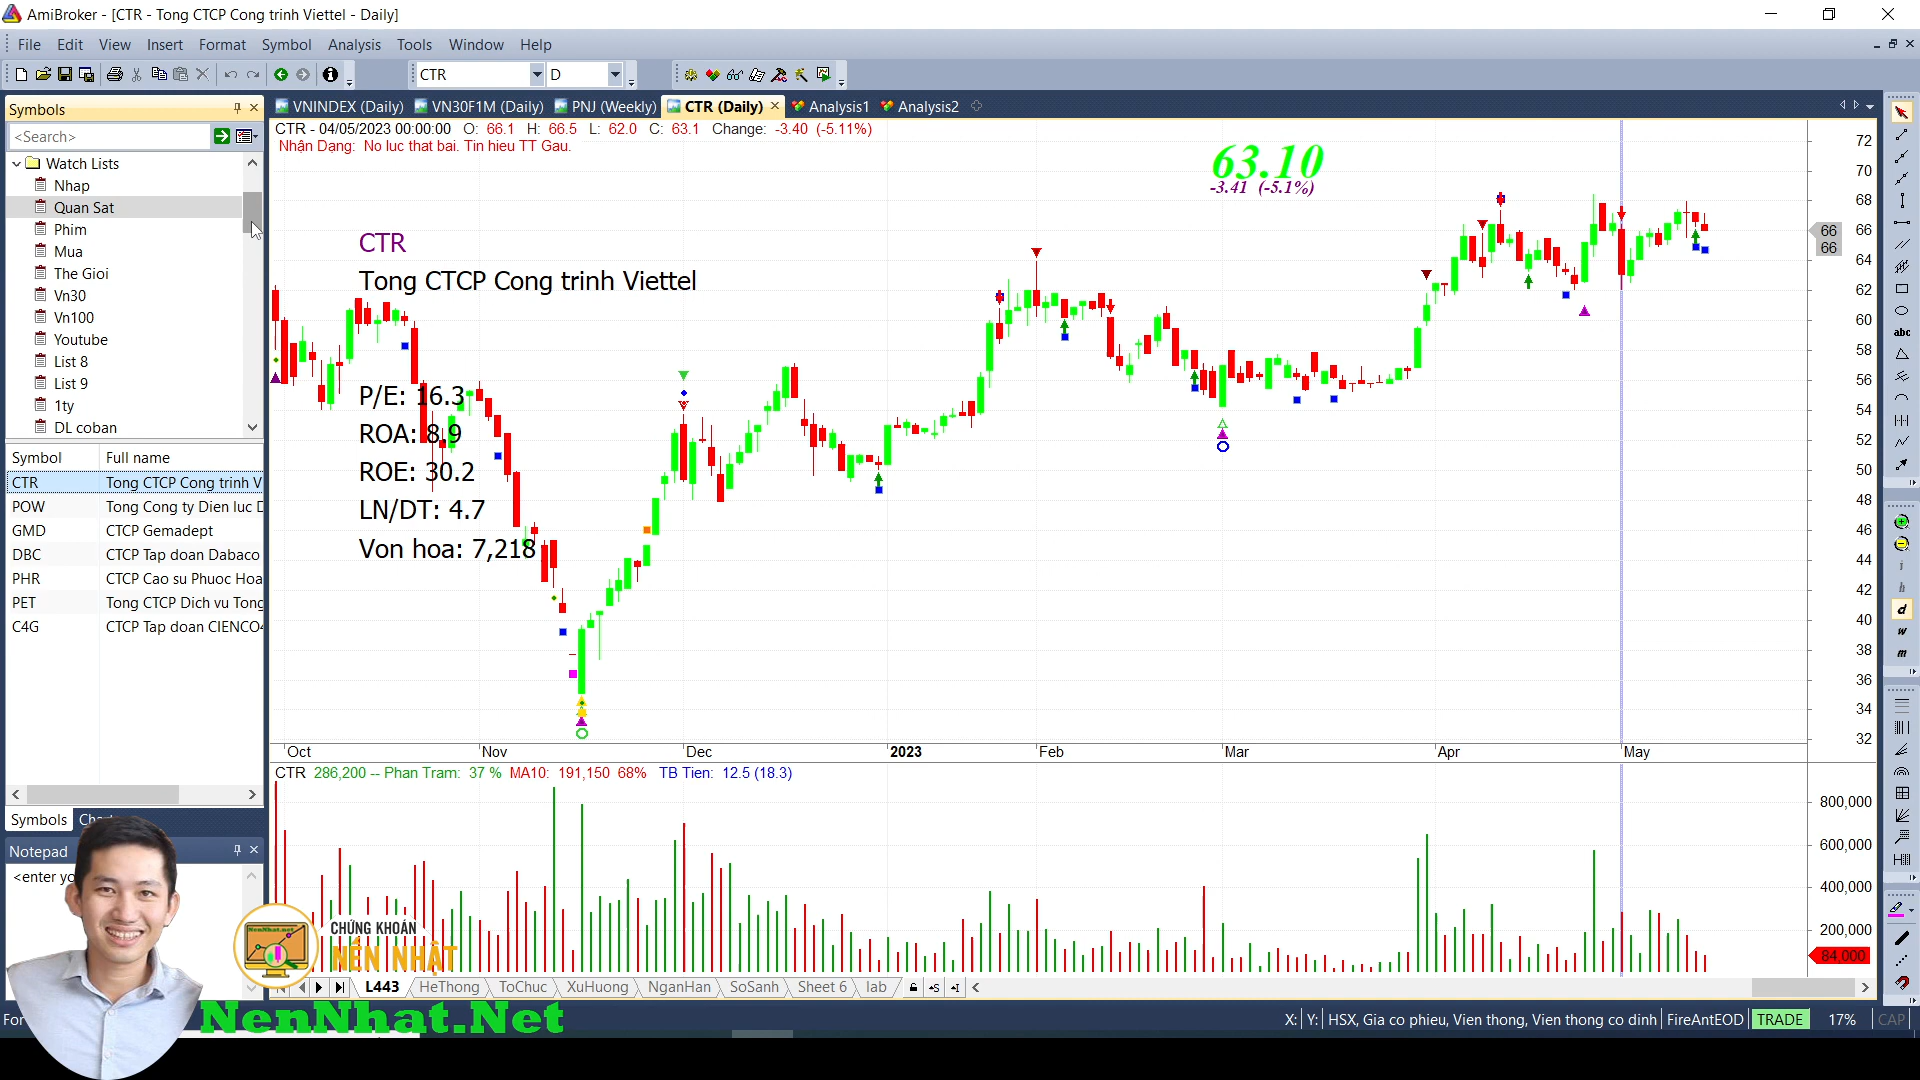 AmiBroker - [CTR - Tong CTCP Cong trinh Viettel - Daily]
File Edit View Insert Format Symbol Analysis Tools Window Help
CTR D
Symbols
<Search>
Watch Lists
Nhap
Quan Sat
Phim
Mua
The Gioi
Vn30
Vn100
Youtube
List 8
List 9
1ty
DL coban
Symbol Full name
CTR Tong CTCP Cong trinh V
POW Tong Cong ty Dien luc D
GMD CTCP Gemadept
DBC CTCP Tap doan Dabaco
PHR CTCP Cao su Phuoc Hoa
PET Tong CTCP Dich vu Tong
C4G CTCP Tap doan CIENCO4
Symbols
Notepad
VNINDEX (Daily) VN30F1M (Daily) PNJ (Weekly) CTR (Daily) Analysis1 Analysis2
CTR - 04/05/2023 00:00:00 O: 66.1 H: 66.5 L: 62.0 C: 63.1 Change: -3.40 (-5.11%)
Nhận Dạng: No luc that bai. Tin hieu TT Gau.
63.10
-3.41 (-5.1%)
CTR
Tong CTCP Cong trinh Viettel
P/E: 16.3
ROA: 8.9
ROE: 30.2
LN/DT: 4.7
Von hoa: 7,218
72
70
68
66
66
64
62
60
58
56
54
52
50
48
46
44
42
40
38
36
34
32
Oct Nov Dec 2023 Feb Mar Apr May
CTR 286,200 -- Phan Tram: 37 % MA10: 191,150 68% TB Tien: 12.5 (18.3)
800,000
600,000
400,000
200,000
84,000
abc
i
h
d
w
m
CHỨNG KHOÁN
NẾN NHẬT
NenNhat.Net
L443 HeThong ToChuc XuHuong NganHan SoSanh Sheet 6 lab
X: Y: HSX, Gia co phieu, Vien thong, Vien thong co dinh FireAntEOD TRADE 17% CAP